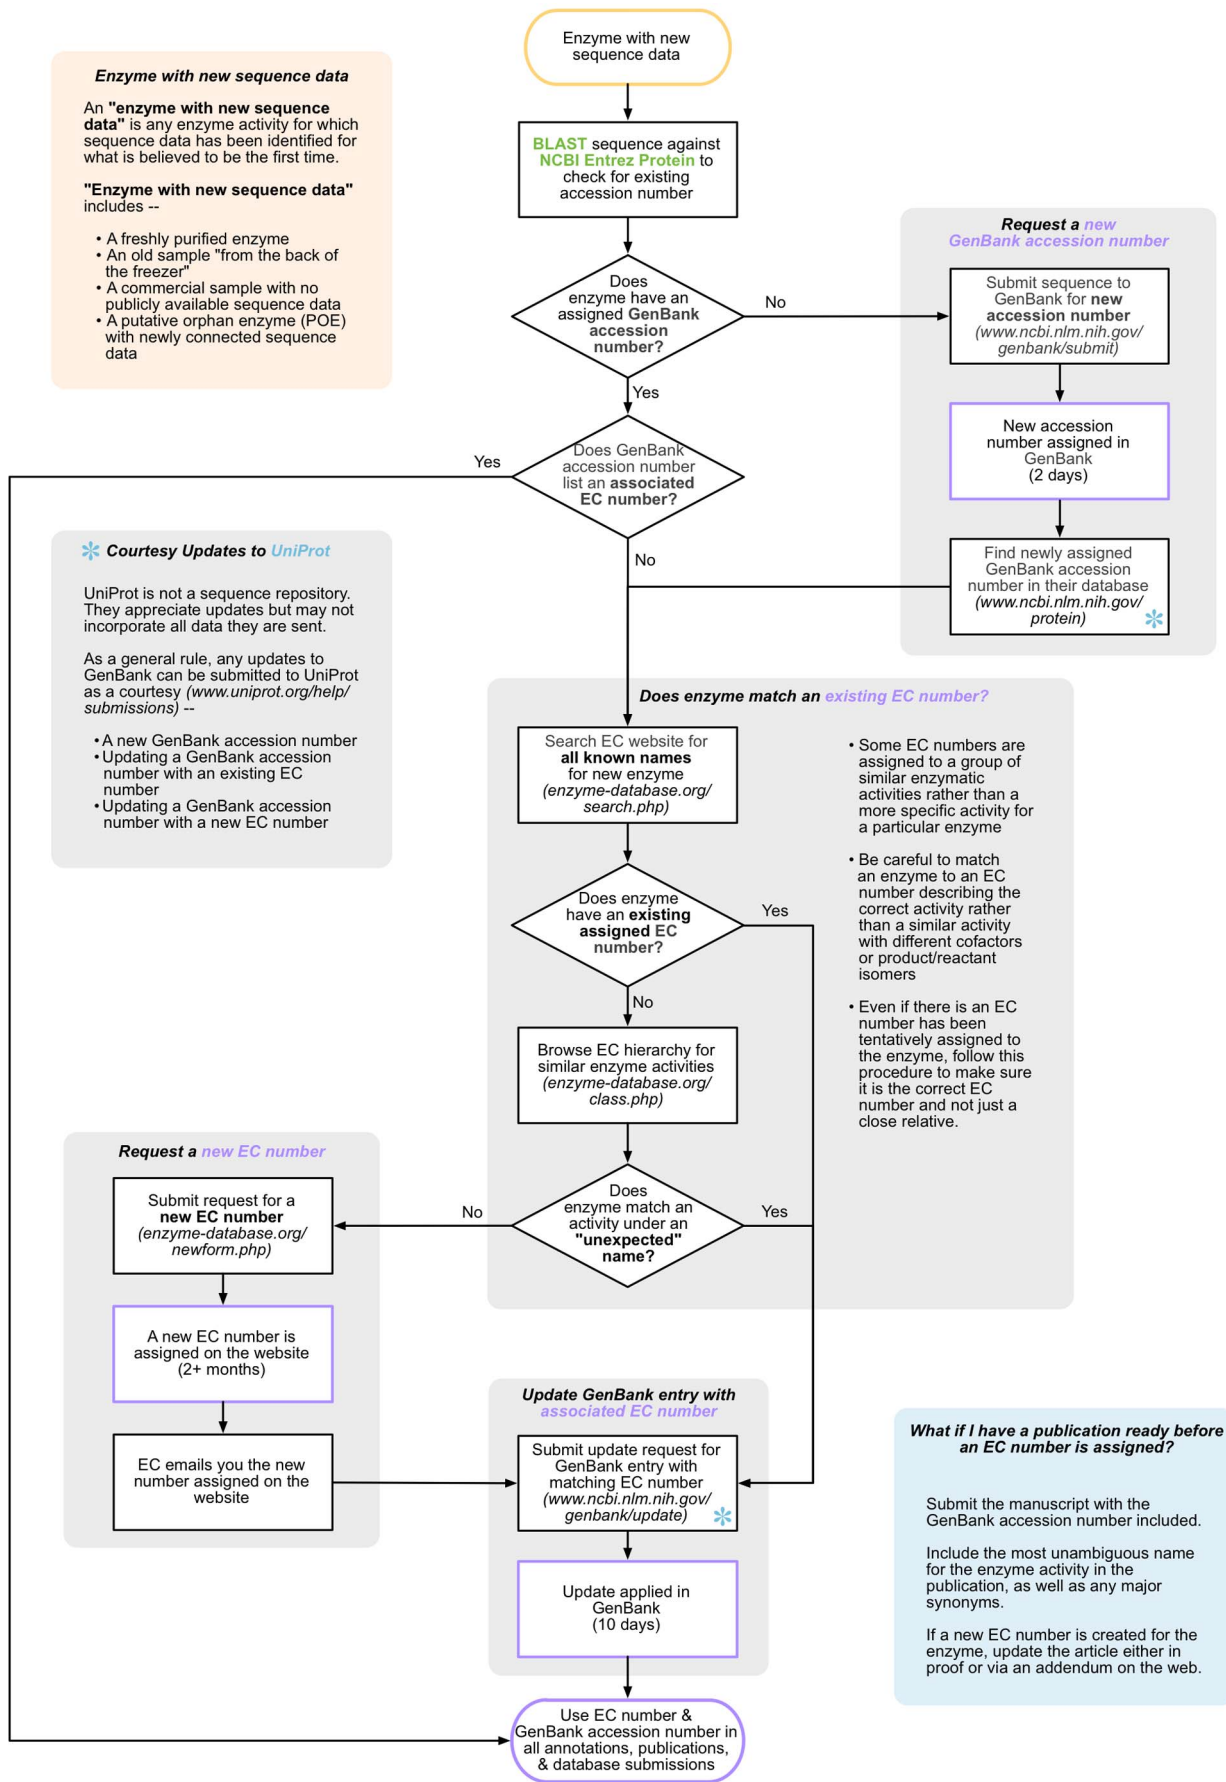 Enzyme with new
sequence data
Enzyme with new sequence data
An "enzyme with new sequence
data" is any enzyme activity for which
sequence data has been identified for
what is believed to be the first time.
"Enzyme with new sequence data"
includes --
• A freshly purified enzyme
• An old sample "from the back of
the freezer"
• A commercial sample with no
publicly available sequence data
• A putative orphan enzyme (POE)
with newly connected sequence
data
BLAST sequence against
NCBI Entrez Protein to
check for existing
accession number
Does
enzyme have an
assigned GenBank
accession
number?
No
Yes
Request a new
GenBank accession number
Submit sequence to
GenBank for new
accession number
(www.ncbi.nlm.nih.gov/
genbank/submit)
New accession
number assigned in
GenBank
(2 days)
Find newly assigned
GenBank accession
number in their database
(www.ncbi.nlm.nih.gov/
protein)
Does GenBank
accession number
list an associated
EC number?
Yes
No
Courtesy Updates to UniProt
UniProt is not a sequence repository.
They appreciate updates but may not
incorporate all data they are sent.
As a general rule, any updates to
GenBank can be submitted to UniProt
as a courtesy (www.uniprot.org/help/
submissions) --
• A new GenBank accession number
• Updating a GenBank accession
number with an existing EC
number
• Updating a GenBank accession
number with a new EC number
Does enzyme match an existing EC number?
Search EC website for
all known names
for new enzyme
(enzyme-database.org/
search.php)
Does enzyme
have an existing
assigned EC
number?
Yes
No
Browse EC hierarchy for
similar enzyme activities
(enzyme-database.org/
class.php)
Does
enzyme match an
activity under an
"unexpected"
name?
Yes
No
• Some EC numbers are
assigned to a group of
similar enzymatic
activities rather than a
more specific activity for
a particular enzyme
• Be careful to match
an enzyme to an EC
number describing the
correct activity rather
than a similar activity
with different cofactors
or product/reactant
isomers
• Even if there is an EC
number has been
tentatively assigned to
the enzyme, follow this
procedure to make sure
it is the correct EC
number and not just a
close relative.
Request a new EC number
Submit request for a
new EC number
(enzyme-database.org/
newform.php)
A new EC number is
assigned on the website
(2+ months)
EC emails you the new
number assigned on the
website
Update GenBank entry with
associated EC number
Submit update request for
GenBank entry with
matching EC number
(www.ncbi.nlm.nih.gov/
genbank/update)
Update applied in
GenBank
(10 days)
Use EC number &
GenBank accession number in
all annotations, publications,
& database submissions
What if I have a publication ready before
an EC number is assigned?
Submit the manuscript with the
GenBank accession number included.
Include the most unambiguous name
for the enzyme activity in the
publication, as well as any major
synonyms.
If a new EC number is created for the
enzyme, update the article either in
proof or via an addendum on the web.